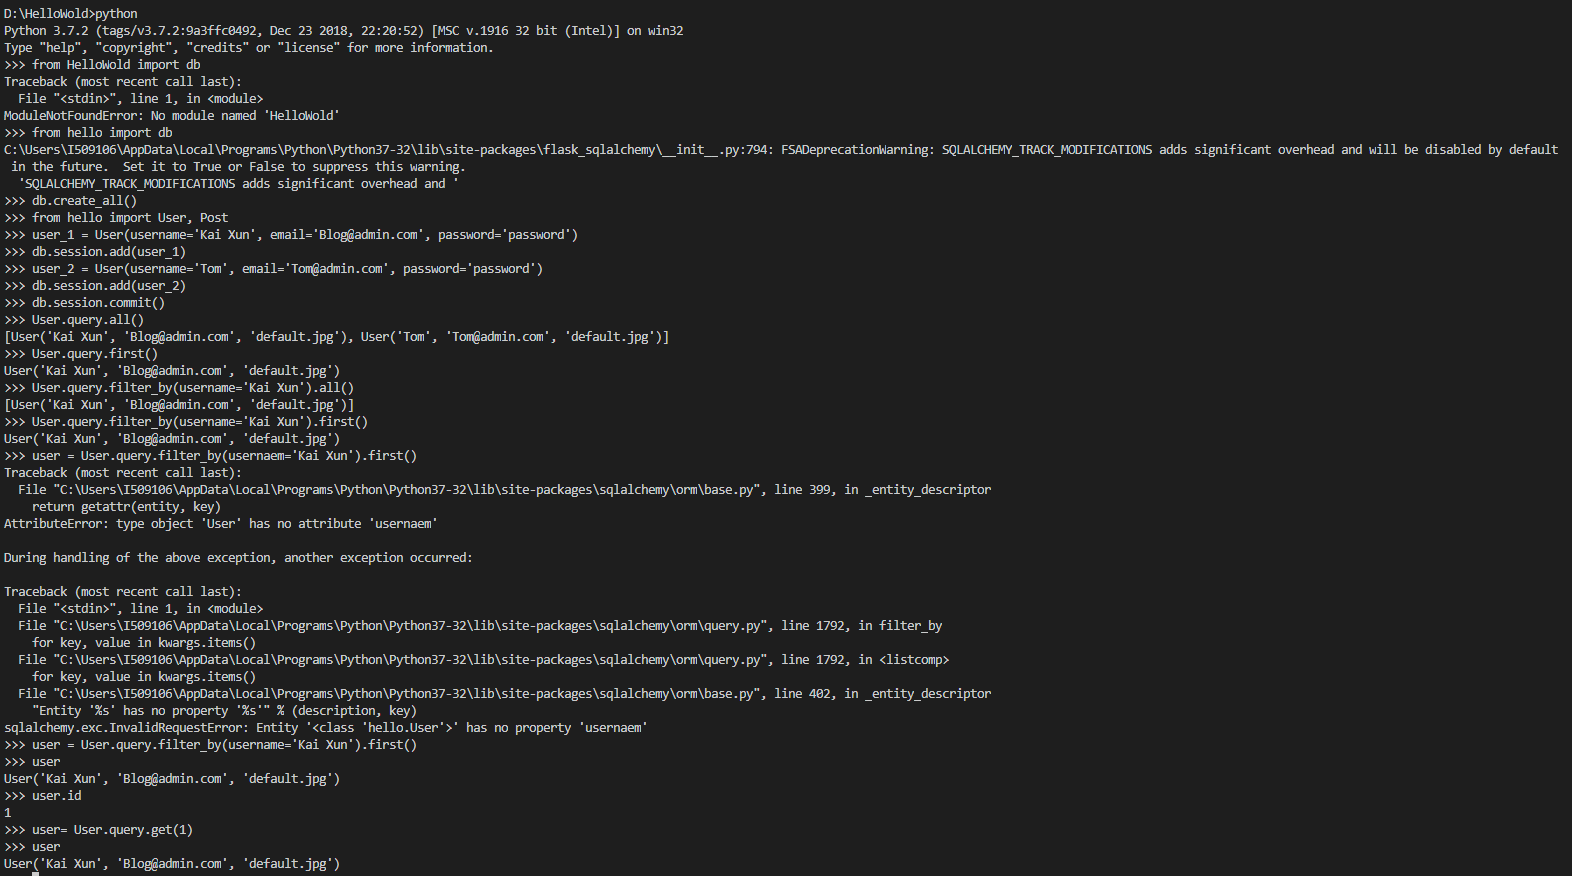 D:\HelloWold>python
Python 3.7.2 (tags/v3.7.2:9a3ffc0492, Dec 23 2018, 22:20:52) [MSC v.1916 32 bit (Intel)] on win32
Type "help", "copyright", "credits" or "license" for more information.
>>> from HelloWold import db
Traceback (most recent call last):
  File "<stdin>", line 1, in <module>
ModuleNotFoundError: No module named 'HelloWold'
>>> from hello import db
C:\Users\I509106\AppData\Local\Programs\Python\Python37-32\lib\site-packages\flask_sqlalchemy\__init__.py:794: FSADeprecationWarning: SQLALCHEMY_TRACK_MODIFICATIONS adds significant overhead and will be disabled by default
 in the future.  Set it to True or False to suppress this warning.
  'SQLALCHEMY_TRACK_MODIFICATIONS adds significant overhead and '
>>> db.create_all()
>>> from hello import User, Post
>>> user_1 = User(username='Kai Xun', email='Blog@admin.com', password='password')
>>> db.session.add(user_1)
>>> user_2 = User(username='Tom', email='Tom@admin.com', password='password')
>>> db.session.add(user_2)
>>> db.session.commit()
>>> User.query.all()
[User('Kai Xun', 'Blog@admin.com', 'default.jpg'), User('Tom', 'Tom@admin.com', 'default.jpg')]
>>> User.query.first()
User('Kai Xun', 'Blog@admin.com', 'default.jpg')
>>> User.query.filter_by(username='Kai Xun').all()
[User('Kai Xun', 'Blog@admin.com', 'default.jpg')]
>>> User.query.filter_by(username='Kai Xun').first()
User('Kai Xun', 'Blog@admin.com', 'default.jpg')
>>> user = User.query.filter_by(usernaem='Kai Xun').first()
Traceback (most recent call last):
  File "C:\Users\I509106\AppData\Local\Programs\Python\Python37-32\lib\site-packages\sqlalchemy\orm\base.py", line 399, in _entity_descriptor
    return getattr(entity, key)
AttributeError: type object 'User' has no attribute 'usernaem'

During handling of the above exception, another exception occurred:

Traceback (most recent call last):
  File "<stdin>", line 1, in <module>
  File "C:\Users\I509106\AppData\Local\Programs\Python\Python37-32\lib\site-packages\sqlalchemy\orm\query.py", line 1792, in filter_by
    for key, value in kwargs.items()
  File "C:\Users\I509106\AppData\Local\Programs\Python\Python37-32\lib\site-packages\sqlalchemy\orm\query.py", line 1792, in <listcomp>
    for key, value in kwargs.items()
  File "C:\Users\I509106\AppData\Local\Programs\Python\Python37-32\lib\site-packages\sqlalchemy\orm\base.py", line 402, in _entity_descriptor
    "Entity '%s' has no property '%s'" % (description, key)
sqlalchemy.exc.InvalidRequestError: Entity '<class 'hello.User'>' has no property 'usernaem'
>>> user = User.query.filter_by(username='Kai Xun').first()
>>> user
User('Kai Xun', 'Blog@admin.com', 'default.jpg')
>>> user.id
1
>>> user= User.query.get(1)
>>> user
User('Kai Xun', 'Blog@admin.com', 'default.jpg')